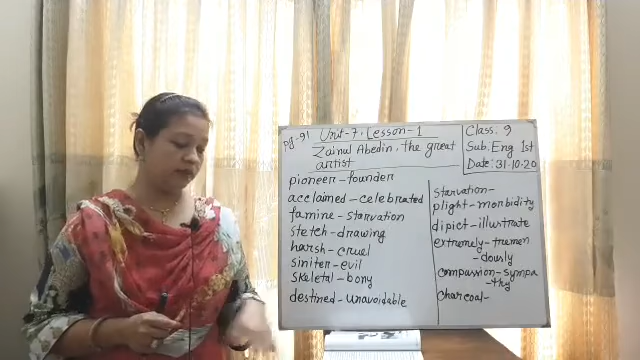 pg-91 Unit-7, Lesson-1
Zainul Abedin, the great
artist
Class. 9
Sub. Eng 1st
Date: 31-10-20
pioneer-founder
acclaimed-celebrated
famine-starvation
stetch-drawing
harsh-cruel
siniter-evil
skeletal-bony
destined-unavoidable
starvation-
plight-morbidity
dipict-illustrate
extremely-tremen
-dously
compassion-sympa
-thy
charcoal-